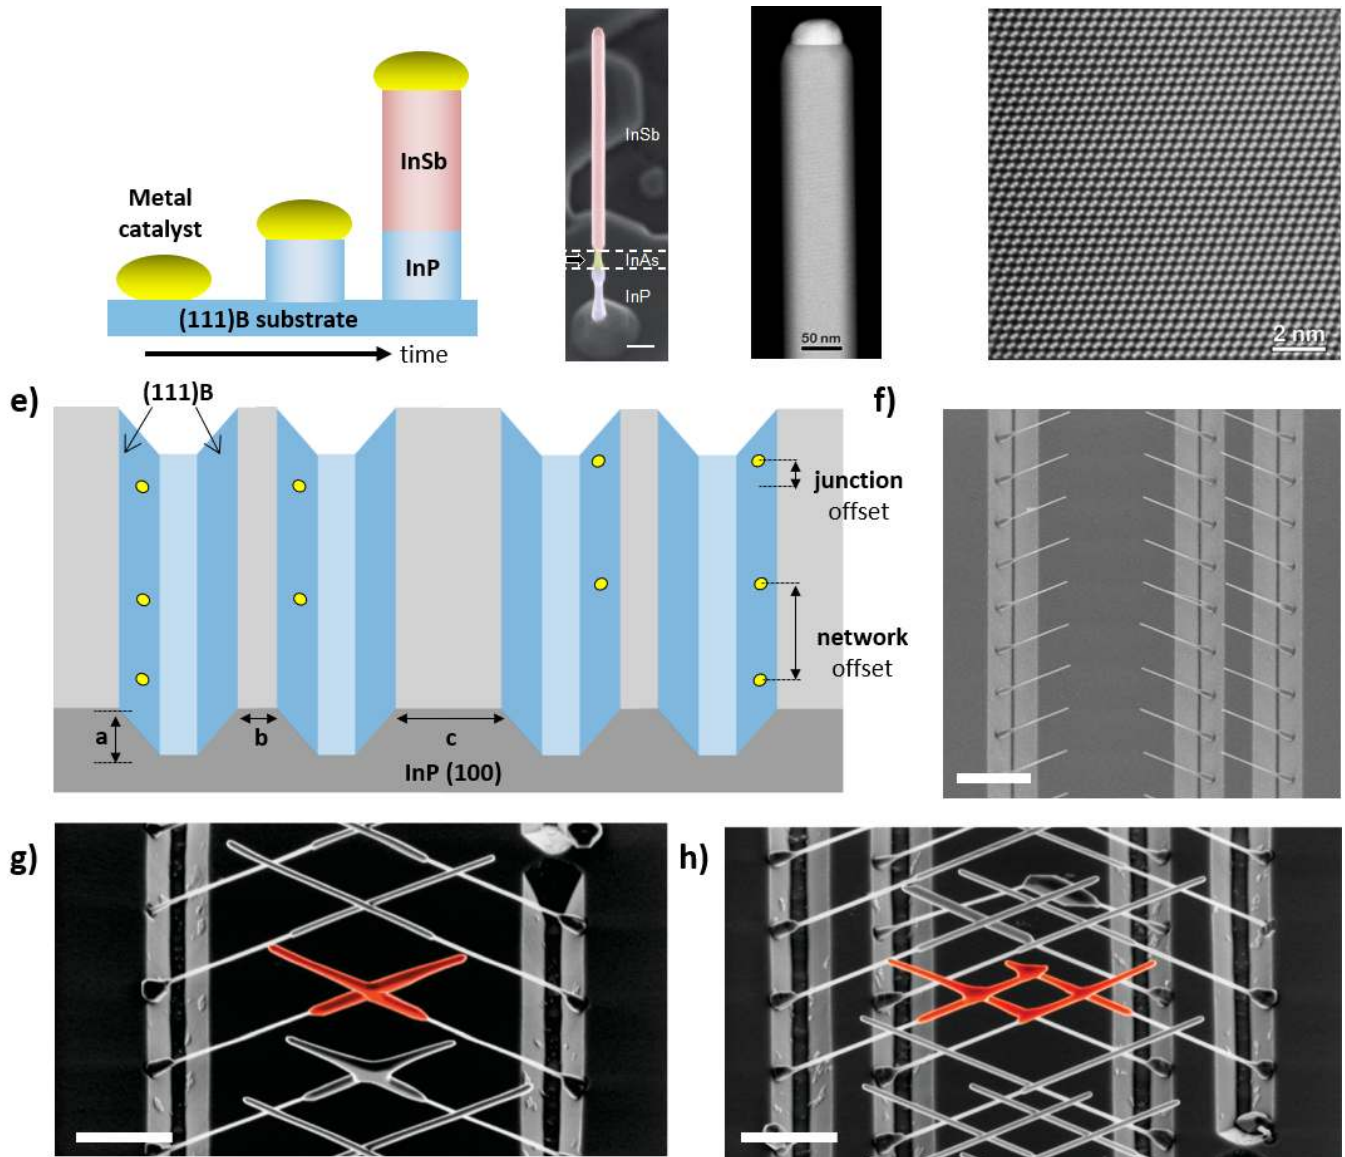 Metal
catalyst
InSb
InP
(111)B substrate
time
InSb
InAs
InP
50 nm
2 nm
e)
(111)B
junction
offset
network
offset
a
b
c
InP (100)
f)
g)
h)